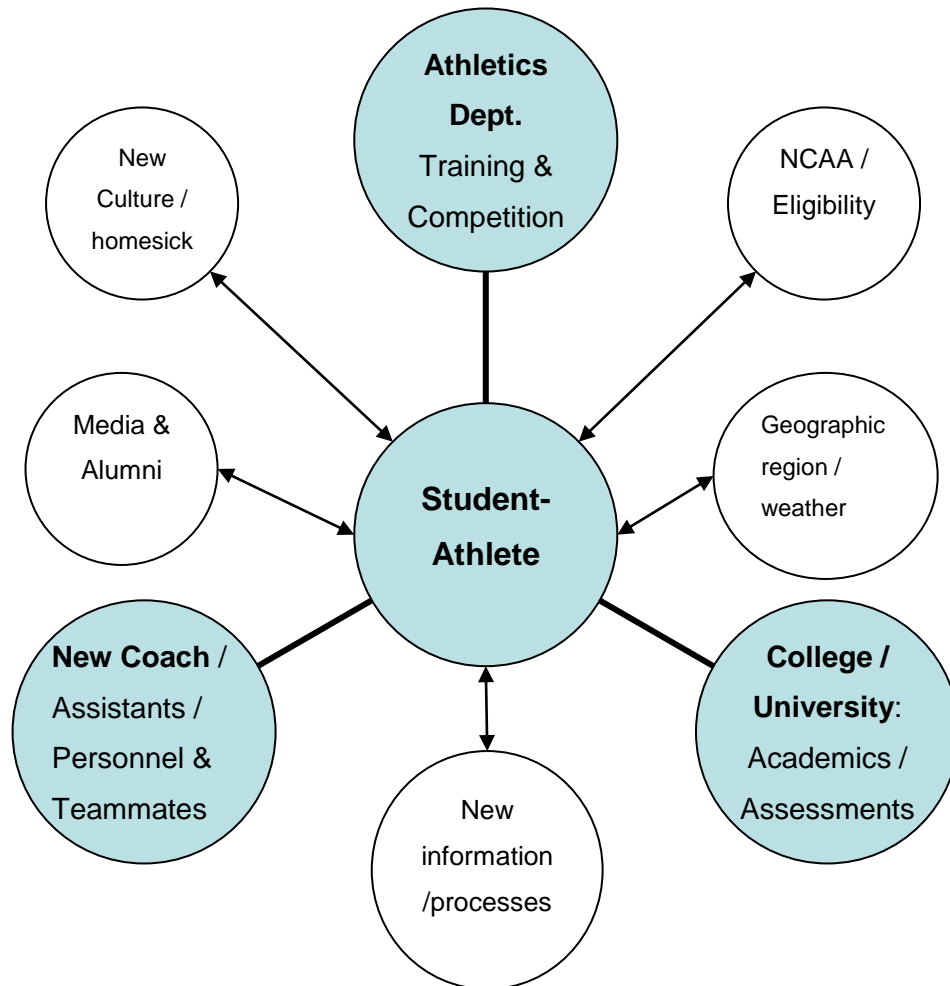 Athletics
Dept.
Training &
Competition
New
Culture /
homesick
NCAA /
Eligibility
Media &
Alumni
Geographic
region /
weather
Student-
Athlete
New Coach /
Assistants /
Personnel &
Teammates
College /
University:
Academics /
Assessments
New
information
/processes